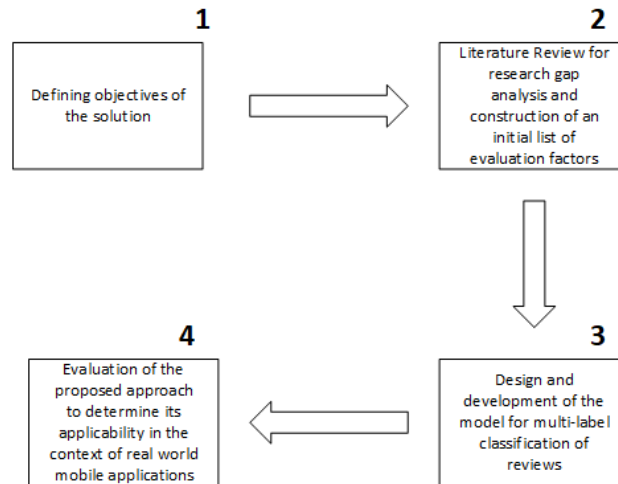 1
Defining objectives of
the solution
2
Literature Review for
research gap
analysis and
construction of an
initial list of
evaluation factors
3
Design and
development of the
model for multi-label
classification of
reviews
4
Evaluation of the
proposed approach
to determine its
applicability in the
context of real world
mobile applications